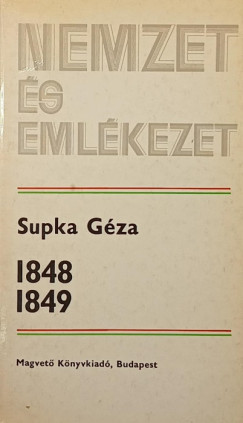 NEMZET
ÉS
EMLÉKEZET
Supka Géza
1848
1849
Magvető Könyvkiadó, Budapest